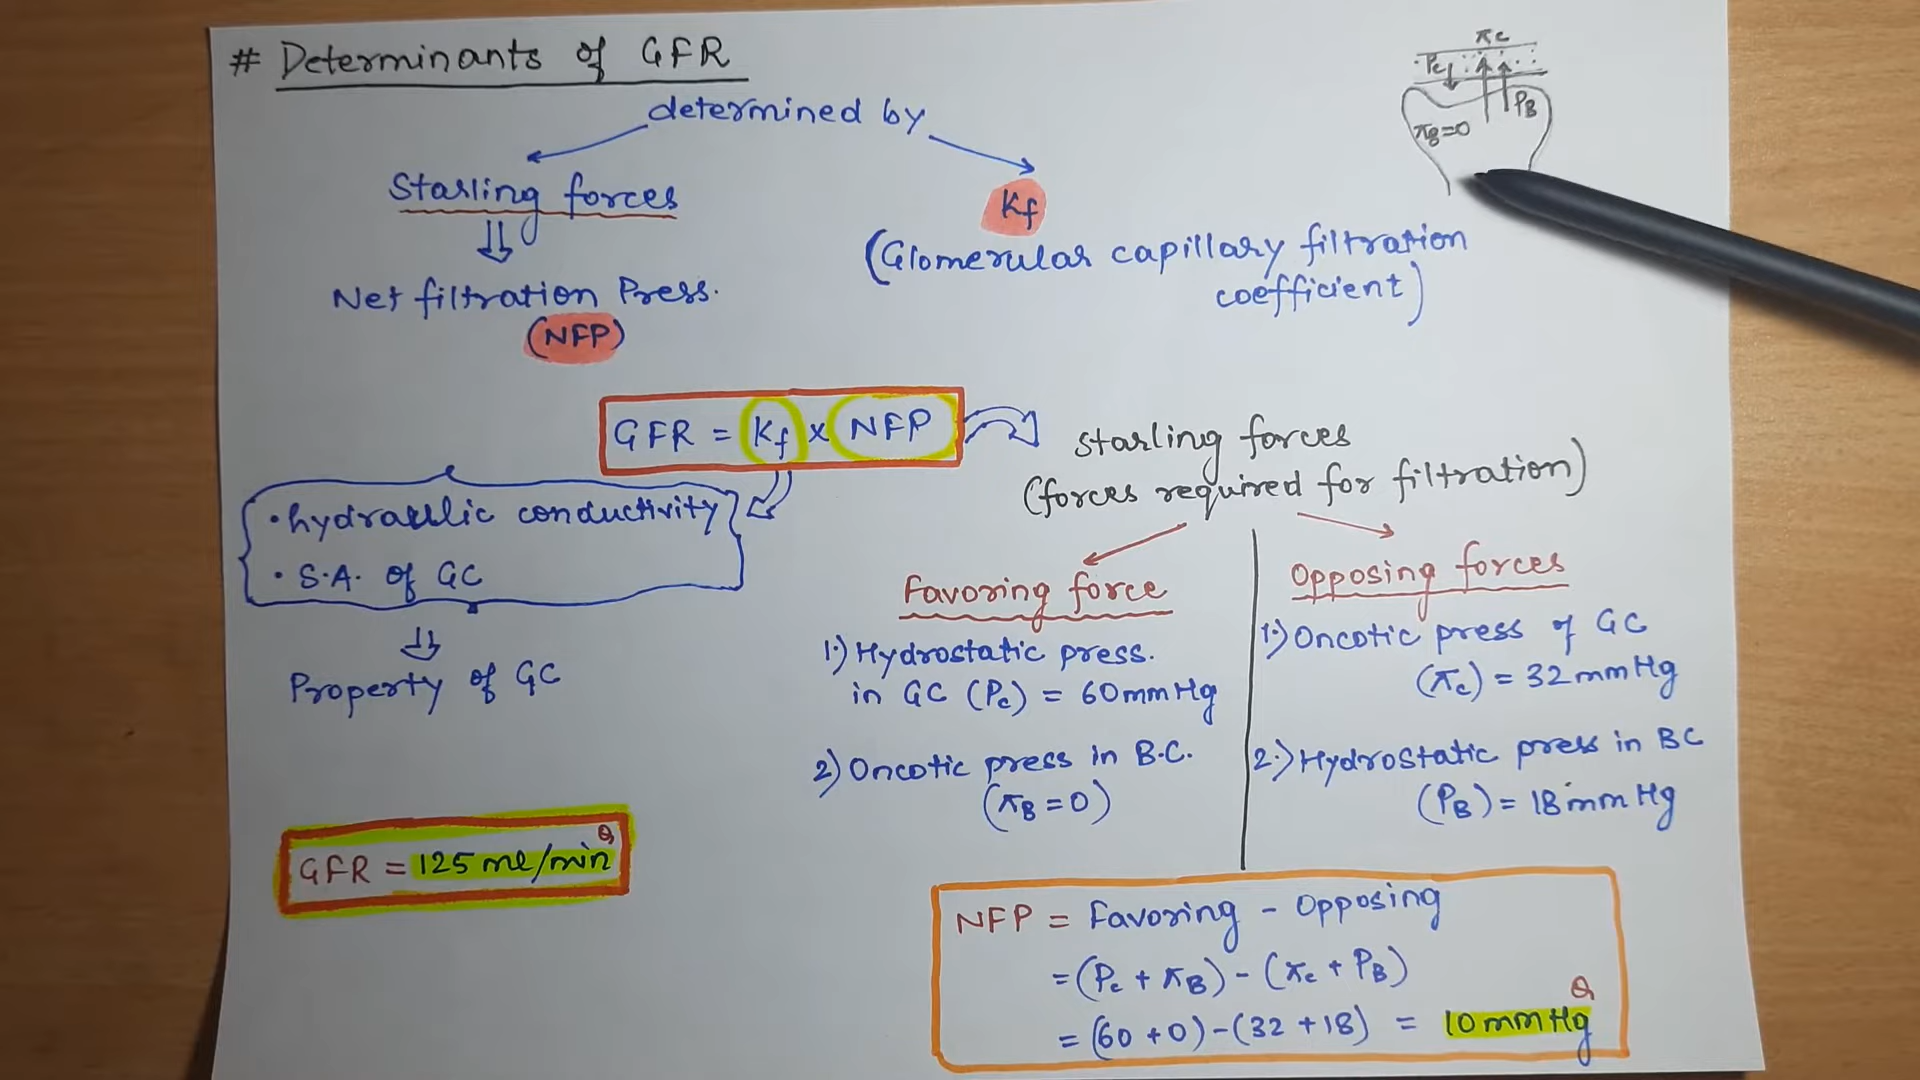 # Determinants of GFR
determined by
Starling forces
Net filtration Press.
(NFP)
Kf
(Glomerular capillary filtration
coefficient)
πc
Pc
PB
πB=0
GFR = Kf x NFP
• hydraulic conductivity
• S.A. of GC
Property of GC
Starling forces
(forces required for filtration)
Favoring force
1.) Hydrostatic press.
in GC (Pc) = 60mmHg
2) Oncotic press in B.C.
(πB = 0)
Opposing forces
1.) Oncotic press of GC
(πc) = 32mmHg
2.) Hydrostatic press in BC
(PB) = 18mmHg
GFR = 125 ml/min
Q
NFP = Favoring - Opposing
= (Pc + πB) - (πc + PB)
Q
= (60 + 0) - (32 + 18) = 10mmHg